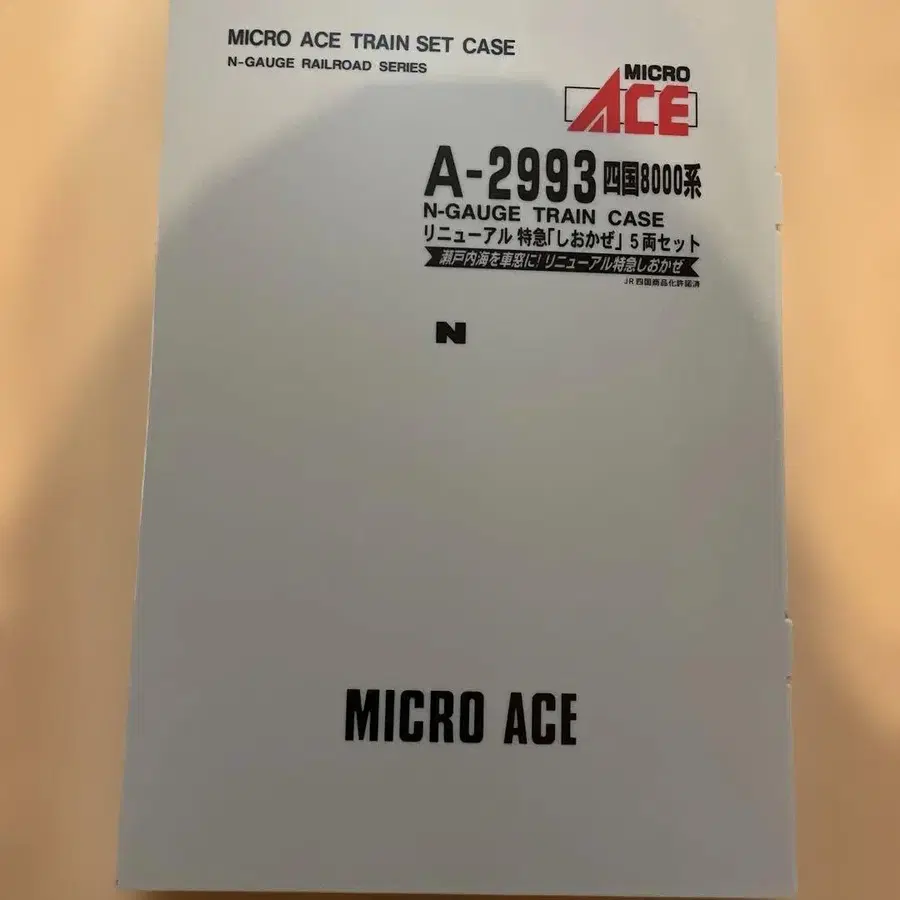 MICRO ACE TRAIN SET CASE
N-GAUGE RAILROAD SERIES
MICRO
ACE
A-2993 四国8000系
N-GAUGE TRAIN CASE
リニューアル 特急「しおかぜ」 5両セット
瀬戸内海を車窓に! リニューアル特急しおかぜ
JR四国商品化許諾済
N
MICRO ACE